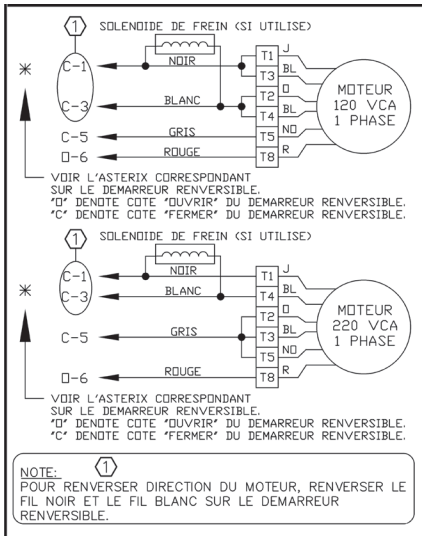 1 SOLENOIDE DE FREIN (SI UTILISE)
C-1 NOIR T1 J
T3 BL
T2 O
C-3 BLANC T4 BL
C-5 GRIS T5 NO
O-6 ROUGE T8 R
MOTEUR
120 VCA
1 PHASE
*
VOIR L'ASTERIX CORRESPONDANT
SUR LE DEMARREUR RENVERSIBLE.
"O" DENOTE COTE "OUVRIR" DU DEMARREUR RENVERSIBLE.
"C" DENOTE COTE "FERMER" DU DEMARREUR RENVERSIBLE.
1 SOLENOIDE DE FREIN (SI UTILISE)
C-1 NOIR T1 J
C-3 BLANC T4 BL
T2 O
C-5 GRIS T3 BL
T5 NO
O-6 ROUGE T8 R
MOTEUR
220 VCA
1 PHASE
*
VOIR L'ASTERIX CORRESPONDANT
SUR LE DEMARREUR RENVERSIBLE.
"O" DENOTE COTE "OUVRIR" DU DEMARREUR RENVERSIBLE.
"C" DENOTE COTE "FERMER" DU DEMARREUR RENVERSIBLE.
NOTE: 1
POUR RENVERSER DIRECTION DU MOTEUR, RENVERSER LE
FIL NOIR ET LE FIL BLANC SUR LE DEMARREUR
RENVERSIBLE.